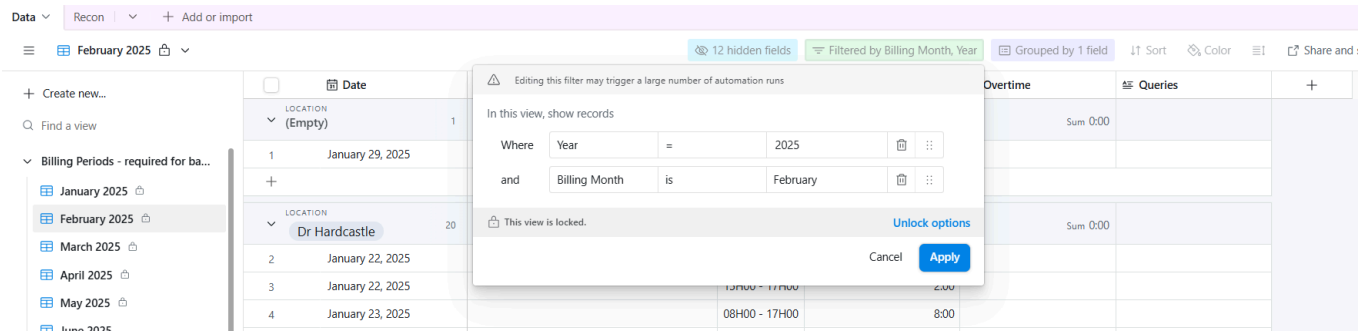 Data
Recon
Add or import
February 2025
12 hidden fields
Filtered by Billing Month, Year
Grouped by 1 field
Sort
Color
Share and s
Create new...
Find a view
Billing Periods - required for ba...
January 2025
February 2025
March 2025
April 2025
May 2025
June 2025
Date
Overtime
Queries
LOCATION
(Empty)
1
Sum 0:00
1
January 29, 2025
LOCATION
Dr Hardcastle
20
Sum 0:00
2
January 22, 2025
3
January 22, 2025
15H00 - 17H00
2:00
4
January 23, 2025
08H00 - 17H00
8:00
Editing this filter may trigger a large number of automation runs
In this view, show records
Where
Year
=
2025
and
Billing Month
is
February
This view is locked.
Unlock options
Cancel
Apply